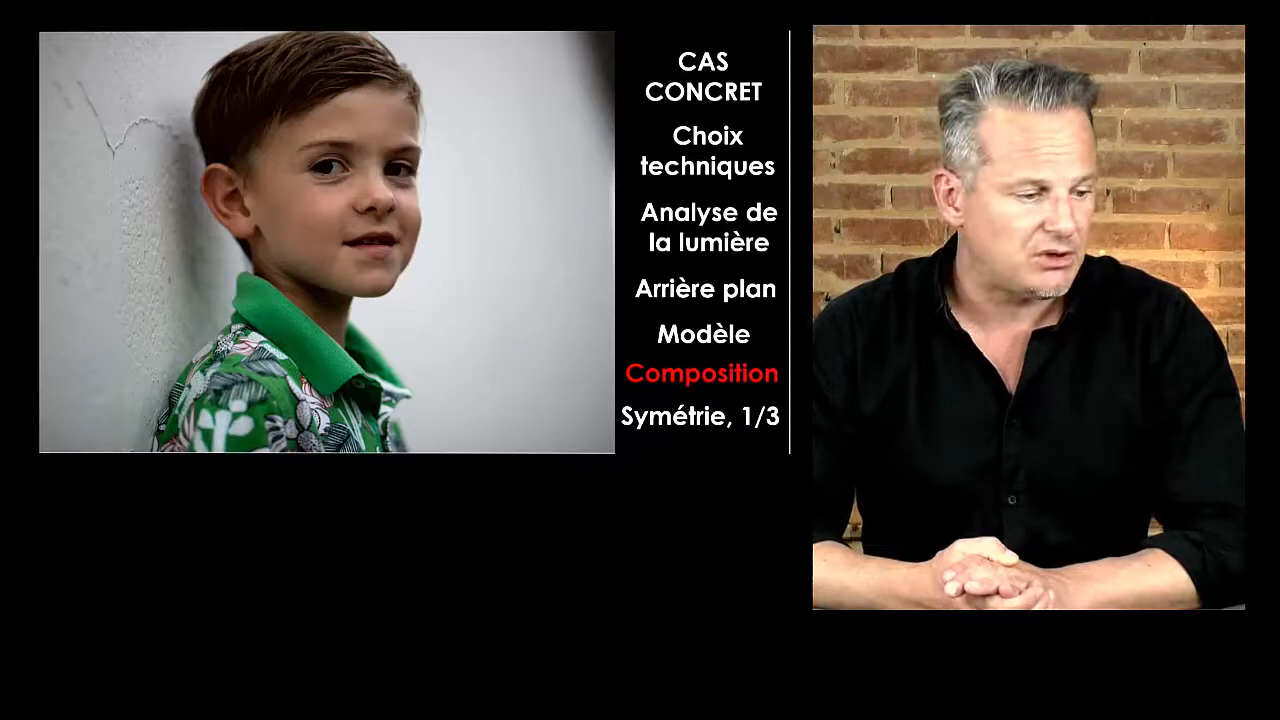 CAS
CONCRET
Choix
techniques
Analyse de
la lumière
Arrière plan
Modèle
Composition
Symétrie, 1/3